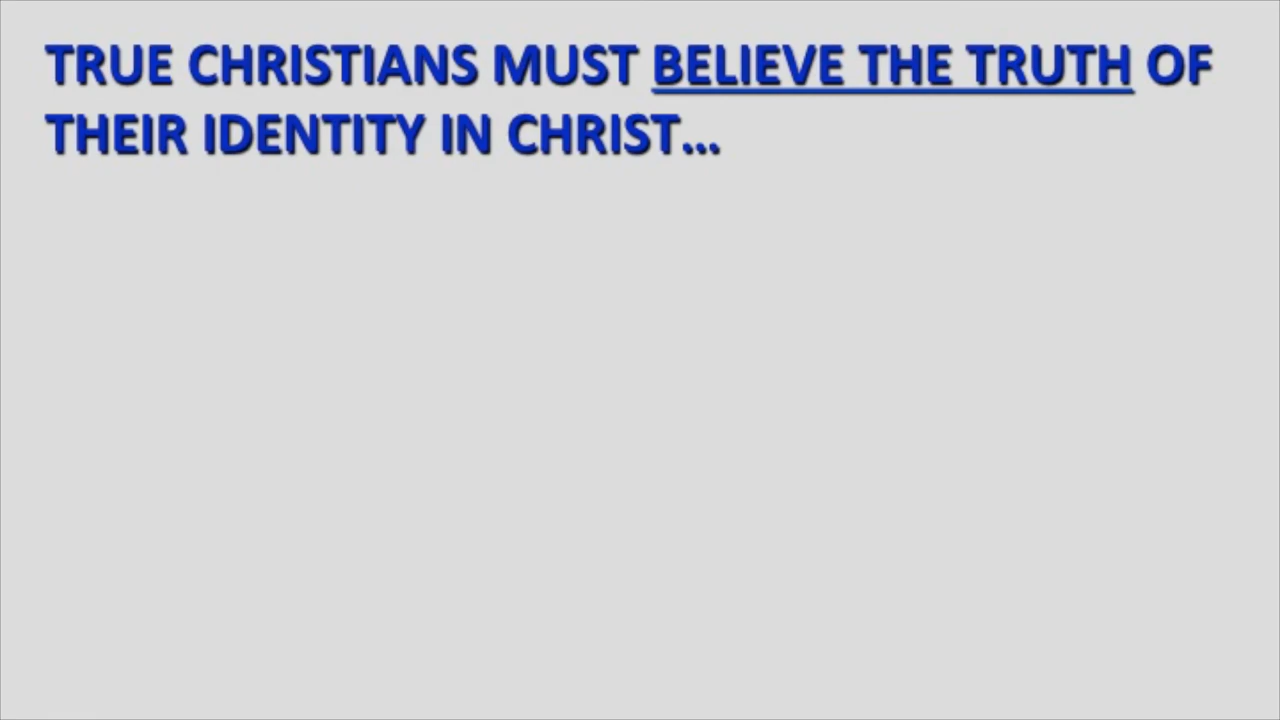 TRUE CHRISTIANS MUST BELIEVE THE TRUTH OF
THEIR IDENTITY IN CHRIST...